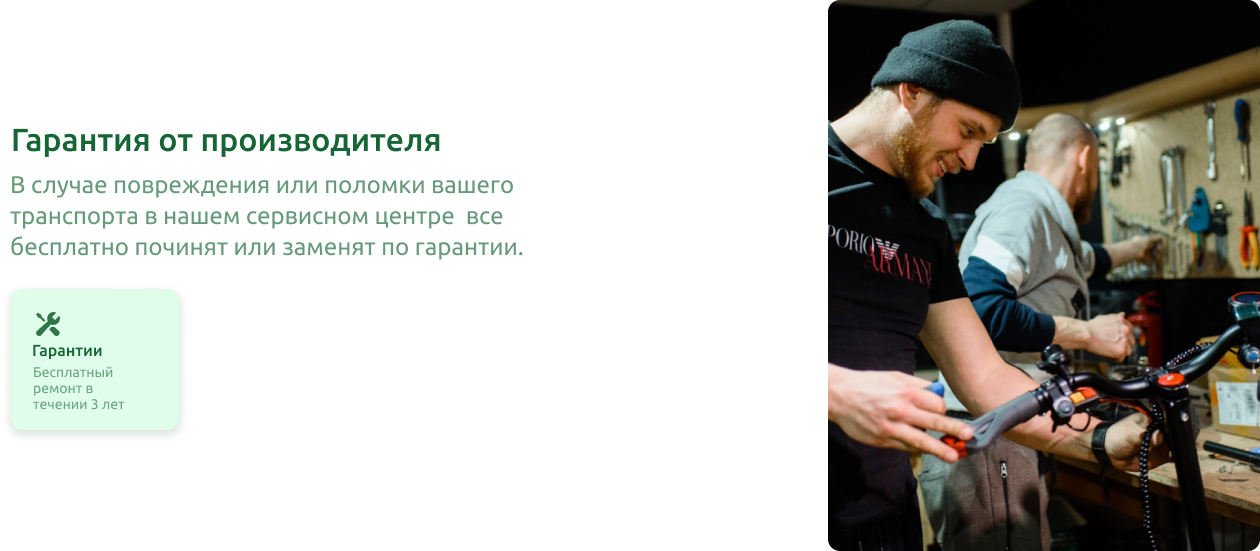 Гарантия от производителя
В случае повреждения или поломки вашего
транспорта в нашем сервисном центре  все
бесплатно починят или заменят по гарантии.
Гарантии
Бесплатный
ремонт в
течении 3 лет
PORIO
ARMANI